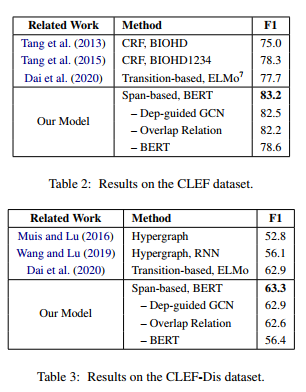 Related Work Method F1
Tang et al. (2013) CRF, BIOHD 75.0
Tang et al. (2015) CRF, BIOHD1234 78.3
Dai et al. (2020) Transition-based, ELMo7 77.7
Our Model Span-based, BERT 83.2
– Dep-guided GCN 82.5
– Overlap Relation 82.2
– BERT 78.6
Table 2: Results on the CLEF dataset.
Related Work Method F1
Muis and Lu (2016) Hypergraph 52.8
Wang and Lu (2019) Hypergraph, RNN 56.1
Dai et al. (2020) Transition-based, ELMo 62.9
Our Model Span-based, BERT 63.3
– Dep-guided GCN 62.9
– Overlap Relation 62.6
– BERT 56.4
Table 3: Results on the CLEF-Dis dataset.